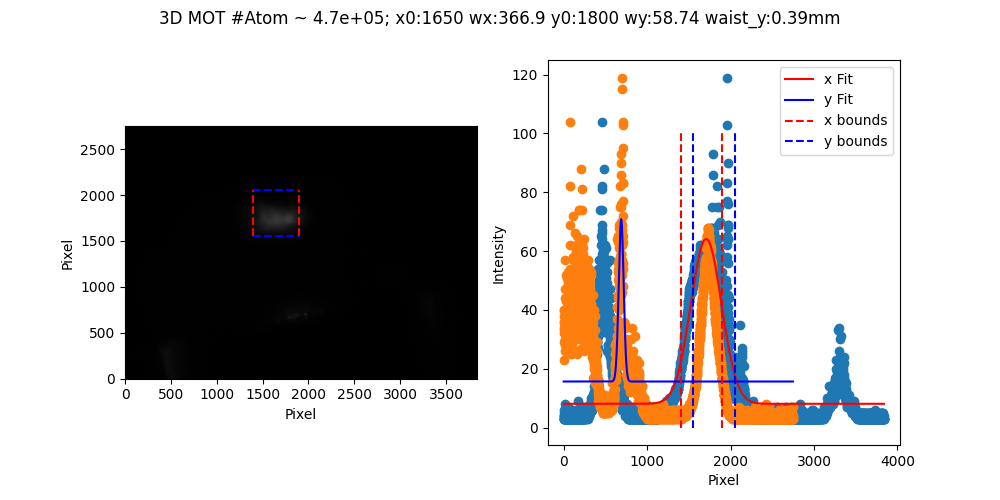 3D MOT #Atom ~ 4.7e+05; x0:1650 wx:366.9 y0:1800 wy:58.74 waist_y:0.39mm
2500
2000
1500
1000
500
0
Pixel
0 500 1000 1500 2000 2500 3000 3500
Pixel
120
100
80
60
40
20
0
Intensity
0 1000 2000 3000 4000
Pixel
x Fit
y Fit
x bounds
y bounds